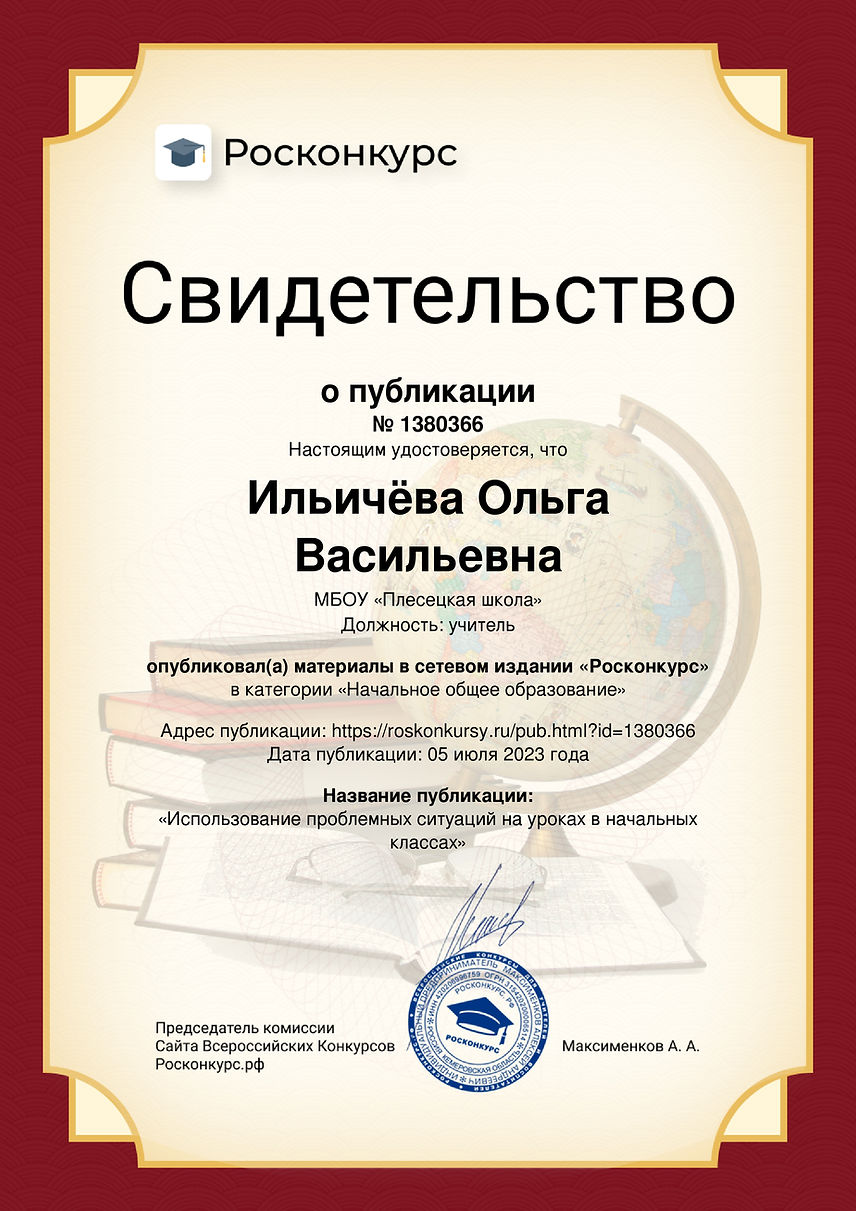 Росконкурс
Свидетельство
о публикации
№ 1380366
Настоящим удостоверяется, что
Ильичёва Ольга
Васильевна
МБОУ «Плесецкая школа»
Должность: учитель
опубликовал(а) материалы в сетевом издании «Росконкурс»
в категории «Начальное общее образование»
Адрес публикации: https://roskonkursy.ru/pub.html?id=1380366
Дата публикации: 05 июля 2023 года
Название публикации:
«Использование проблемных ситуаций на уроках в начальных
классах»
Председатель комиссии
Сайта Всероссийских Конкурсов
Росконкурс.рф
РОСКОНКУРС.РФ
РОСКОНКУРС
Максименков А. А.